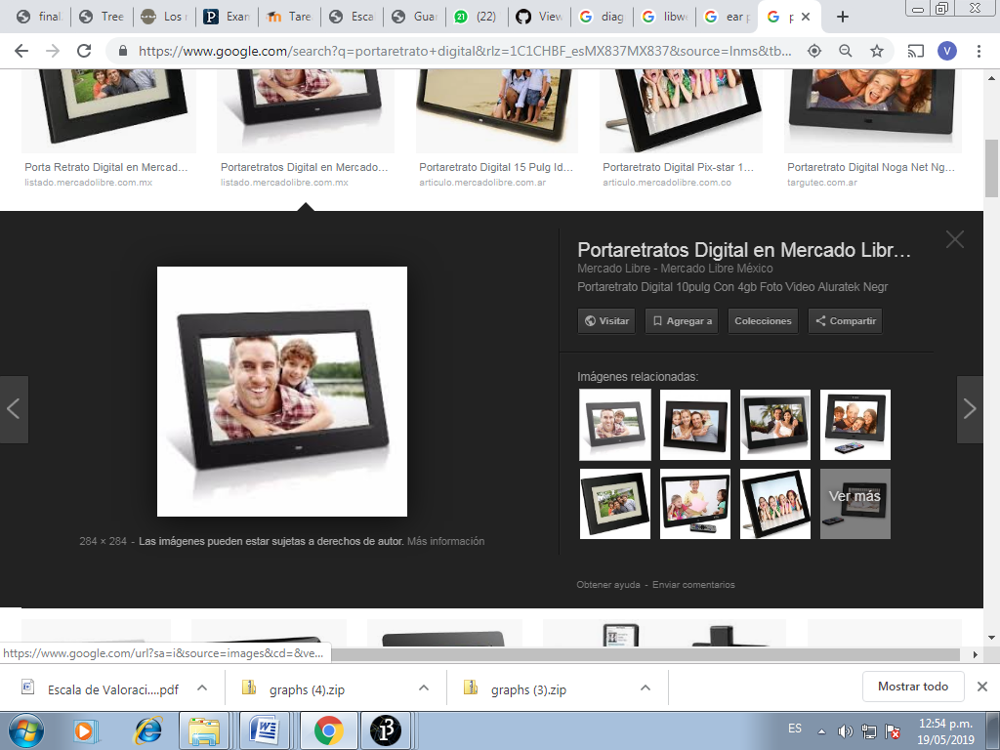 final.
Tree
Los
Exan
Tare
Esca
Gua
(22)
View
diag
libw
ear p
p
https://www.google.com/search?q=portaretrato+digital&rlz=1C1CHBF_esMX837MX837&source=lnms&tb...
V
Porta Retrato Digital en Mercad...
listado.mercadolibre.com.mx
Portaretratos Digital en Mercado...
listado.mercadolibre.com.mx
Portaretrato Digital 15 Pulg Id...
articulo.mercadolibre.com.ar
Portaretrato Digital Pix-star 1...
articulo.mercadolibre.com.co
Portaretrato Digital Noga Net Ng...
targutec.com.ar
Portaretratos Digital en Mercado Libr...
Mercado Libre - Mercado Libre México
Portaretrato Digital 10pulg Con 4gb Foto Video Aluratek Negr
Visitar
Agregar a
Colecciones
Compartir
Imágenes relacionadas:
Ver más
284 × 284 - Las imágenes pueden estar sujetas a derechos de autor. Más información
Obtener ayuda - Enviar comentarios
https://www.google.com/url?sa=i&source=images&cd=&ve...
Escala de Valoraci....pdf
graphs (4).zip
graphs (3).zip
Mostrar todo
ES
12:54 p.m.
19/05/2019